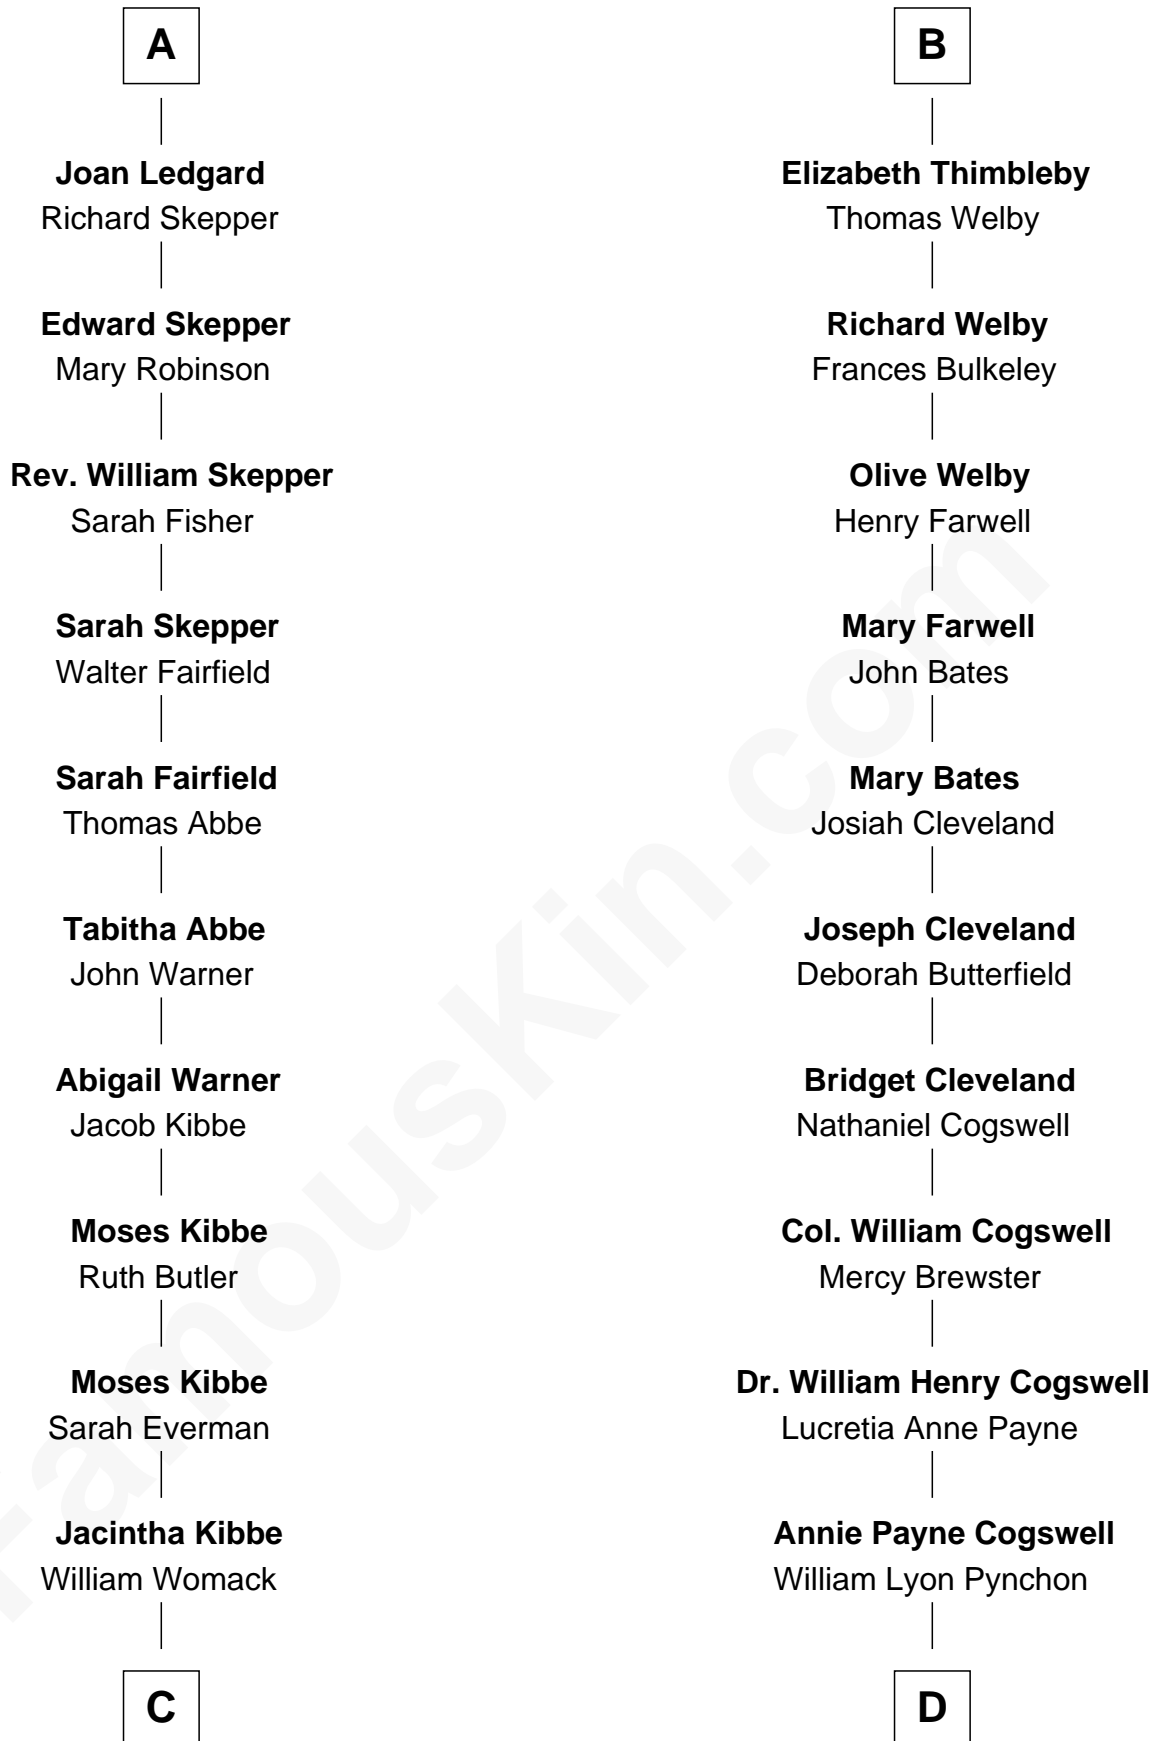 A
Joan Ledgard
Richard Skepper
Edward Skepper
Mary Robinson
Rev. William Skepper
Sarah Fisher
Sarah Skepper
Walter Fairfield
Sarah Fairfield
Thomas Abbe
Tabitha Abbe
John Warner
Abigail Warner
Jacob Kibbe
Moses Kibbe
Ruth Butler
Moses Kibbe
Sarah Everman
Jacintha Kibbe
William Womack
C
B
Elizabeth Thimbleby
Thomas Welby
Richard Welby
Frances Bulkeley
Olive Welby
Henry Farwell
Mary Farwell
John Bates
Mary Bates
Josiah Cleveland
Joseph Cleveland
Deborah Butterfield
Bridget Cleveland
Nathaniel Cogswell
Col. William Cogswell
Mercy Brewster
Dr. William Henry Cogswell
Lucretia Anne Payne
Annie Payne Cogswell
William Lyon Pynchon
D
FamousKin.com